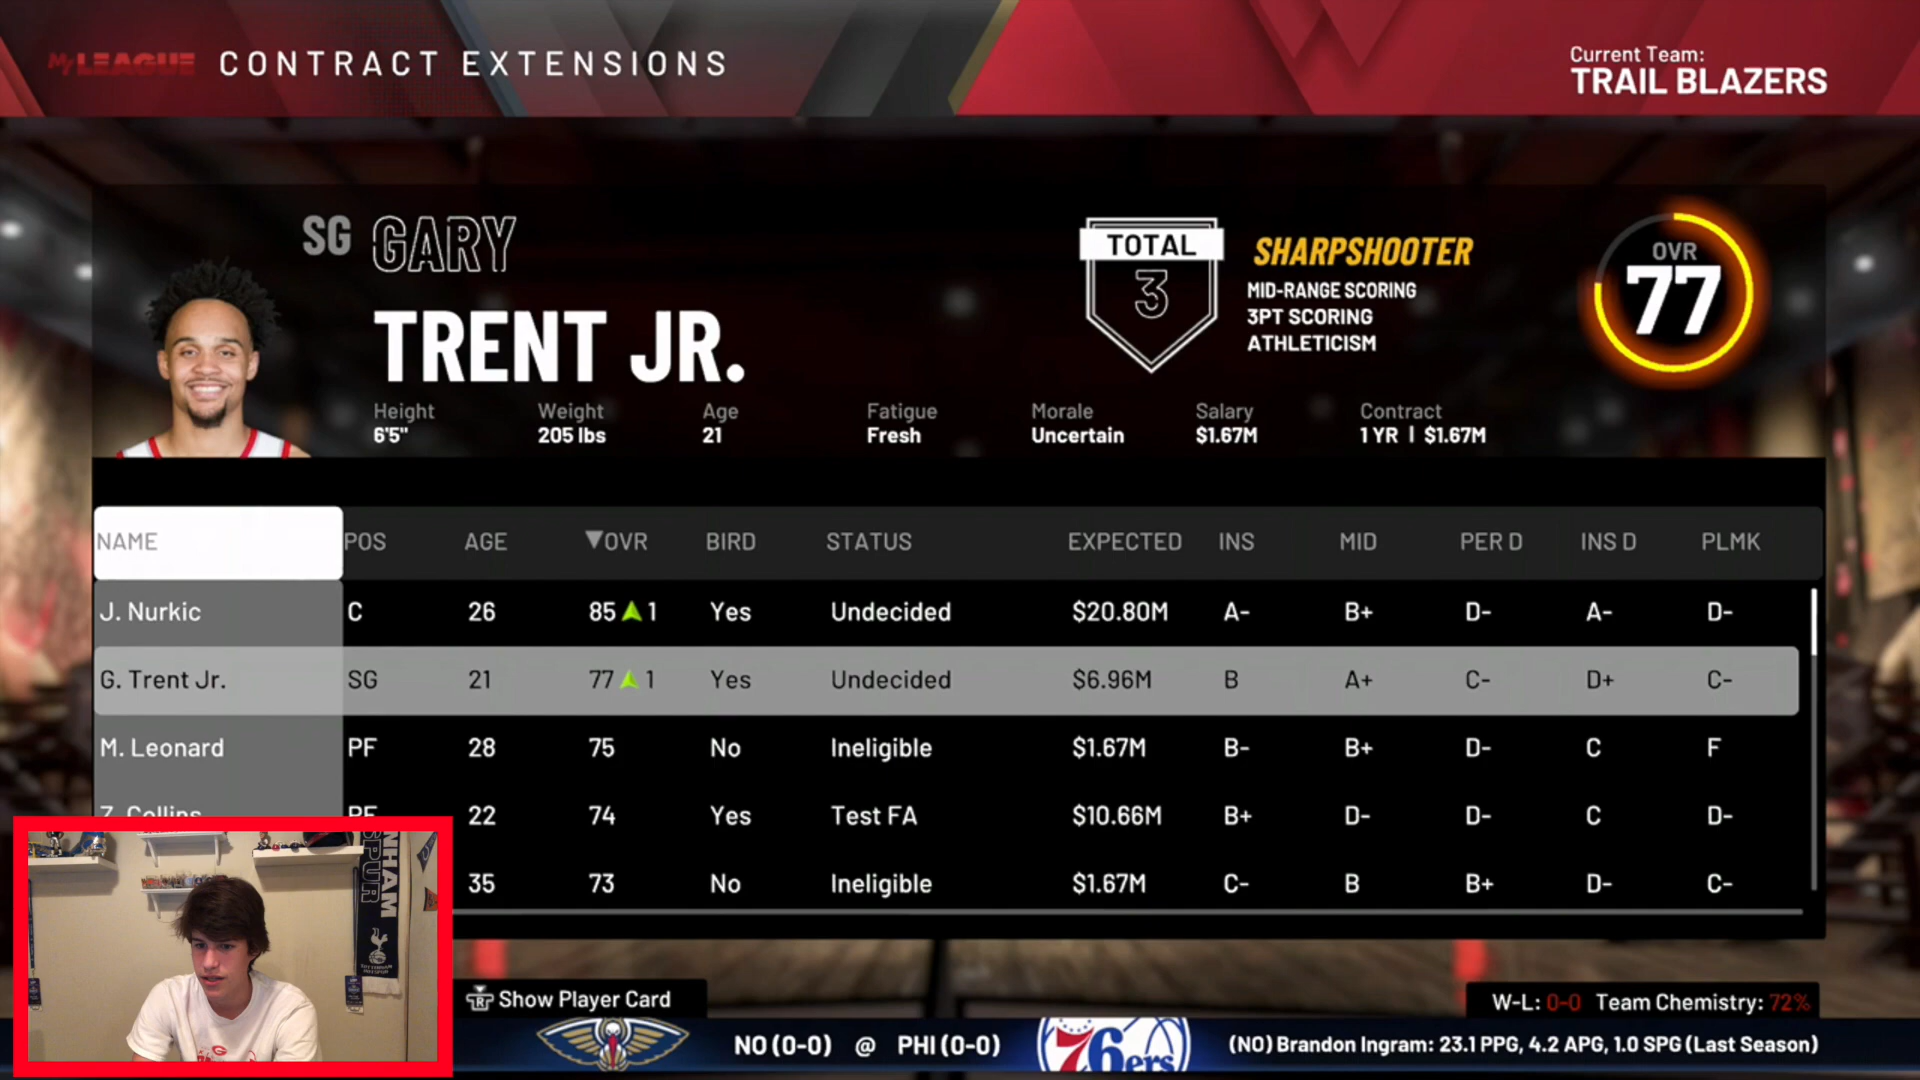 MyLEAGUE CONTRACT EXTENSIONS
Current Team:
TRAIL BLAZERS
SG GARY
TRENT JR.
TOTAL
3
SHARPSHOOTER
MID-RANGE SCORING
3PT SCORING
ATHLETICISM
OVR
77
Height Weight Age Fatigue Morale Salary Contract
6'5" 205 lbs 21 Fresh Uncertain $1.67M 1 YR | $1.67M
NAME POS AGE ▼OVR BIRD STATUS EXPECTED INS MID PER D INS D PLMK
J. Nurkic C 26 85 ▲ 1 Yes Undecided $20.80M A- B+ D- A- D-
G. Trent Jr. SG 21 77 ▲ 1 Yes Undecided $6.96M B A+ C- D+ C-
M. Leonard PF 28 75 No Ineligible $1.67M B- B+ D- C F
Z. Collins PF 22 74 Yes Test FA $10.66M B+ D- D- C D-
35 73 No Ineligible $1.67M C- B B+ D- C-
R Show Player Card
W-L: 0-0 Team Chemistry: 72%
NO (0-0) @ PHI (0-0) 76ers (NO) Brandon Ingram: 23.1 PPG, 4.2 APG, 1.0 SPG (Last Season)